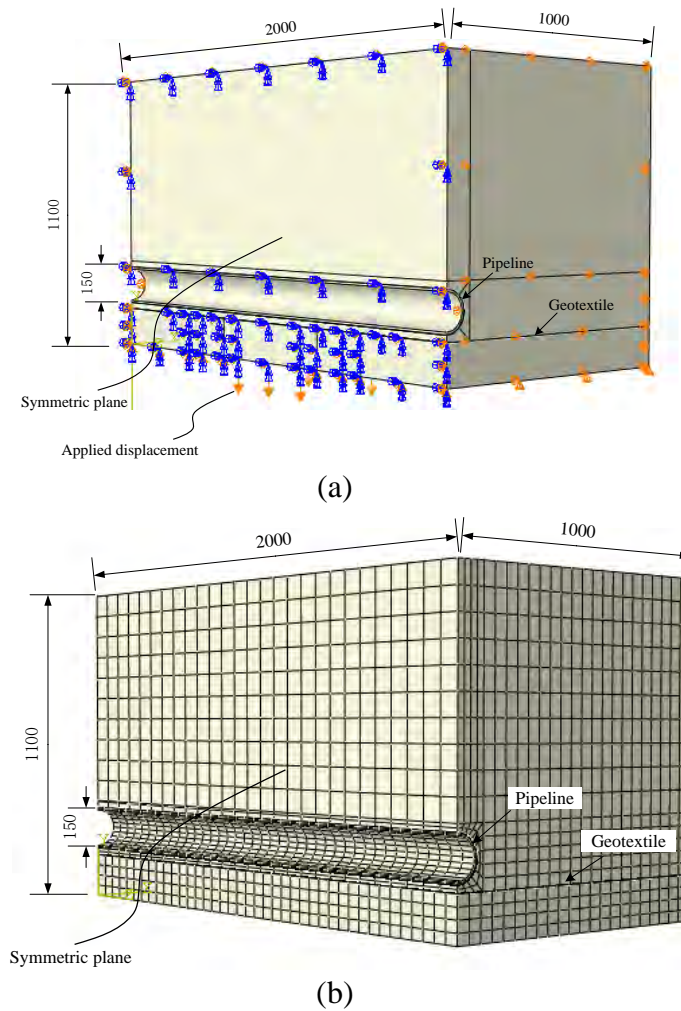 2000
1000
1100
150
Pipeline
Geotextile
Symmetric plane
Applied displacement
(a)
2000
1000
1100
150
Pipeline
Geotextile
Symmetric plane
(b)